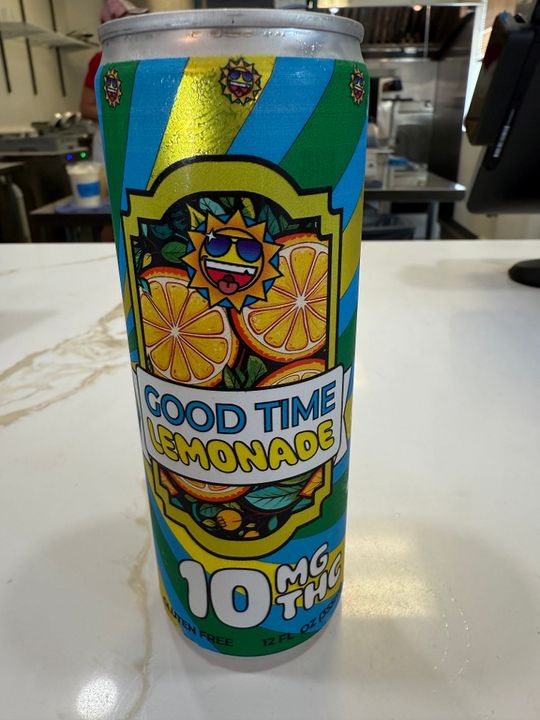 GOOD TIME
LEMONADE
10 MG
THC
GLUTEN FREE 12 FL OZ